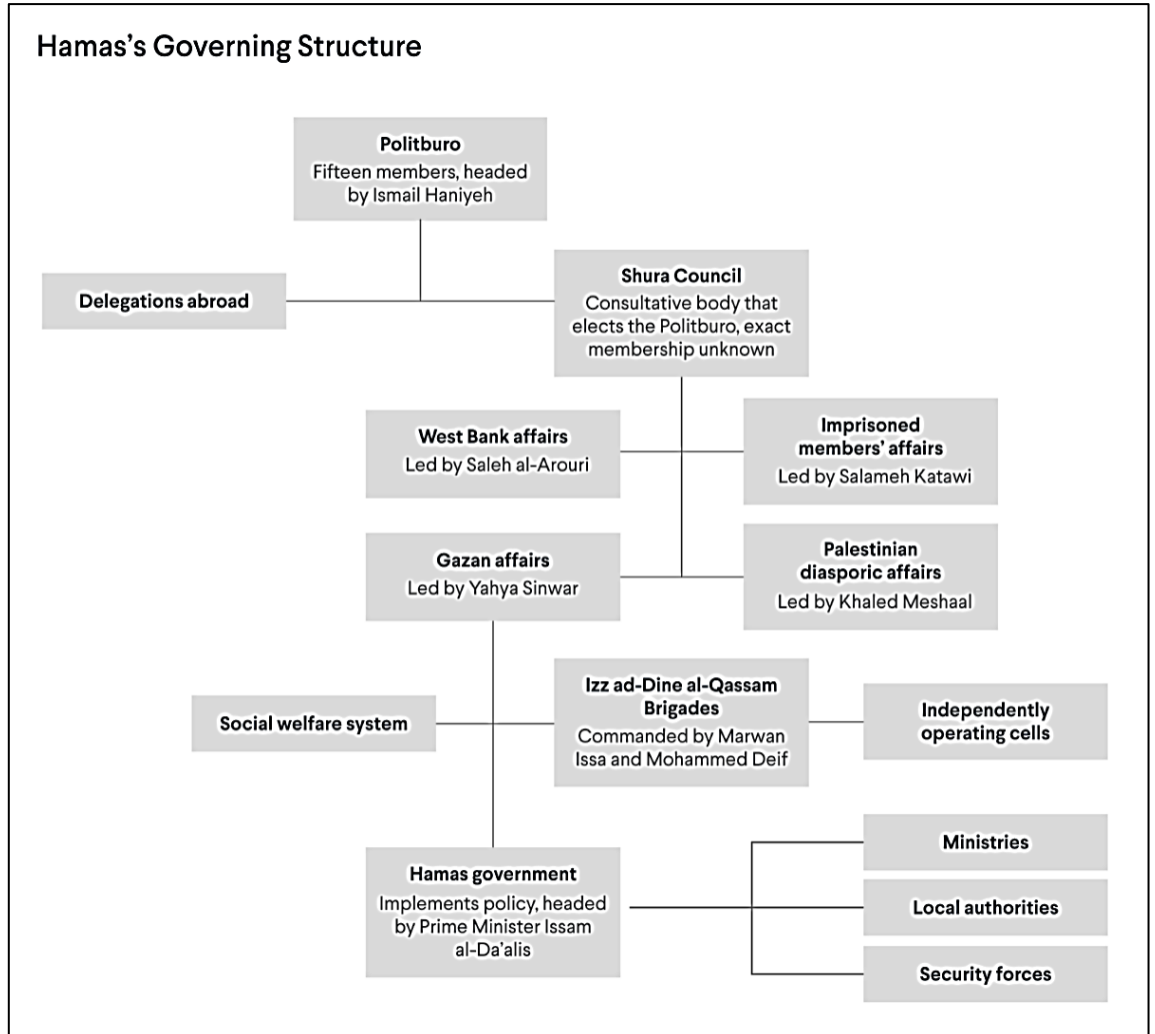 Hamas's Governing Structure
Politburo
Fifteen members, headed
by Ismail Haniyeh
Delegations abroad
Shura Council
Consultative body that
elects the Politburo, exact
membership unknown
West Bank affairs
Led by Saleh al-Arouri
Imprisoned
members' affairs
Led by Salameh Katawi
Gazan affairs
Led by Yahya Sinwar
Palestinian
diasporic affairs
Led by Khaled Meshaal
Social welfare system
Izz ad-Dine al-Qassam
Brigades
Commanded by Marwan
Issa and Mohammed Deif
Independently
operating cells
Hamas government
Implements policy, headed
by Prime Minister Issam
al-Da'alis
Ministries
Local authorities
Security forces